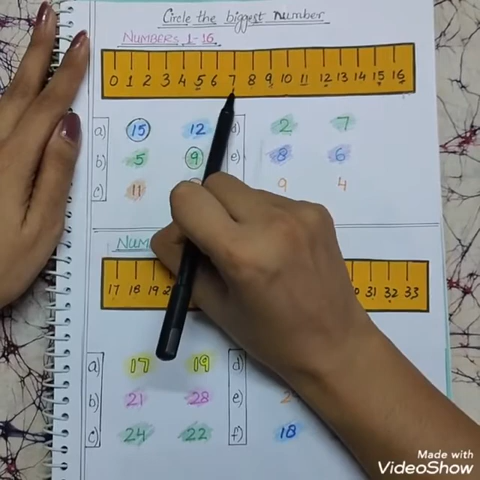 Circle the biggest Number
NUMBERS 1-16
0 1 2 3 4 5 6 7 8 9 10 11 12 13 14 15 16
a) 15 12 2 7
b) 5 9 e) 8 6
c) 11 9 4
NUM
17 18 19 31 32 33
a) 17 19 d)
b) 21 28 e)
c) 24 22 f) 18
Made with
VideoShow